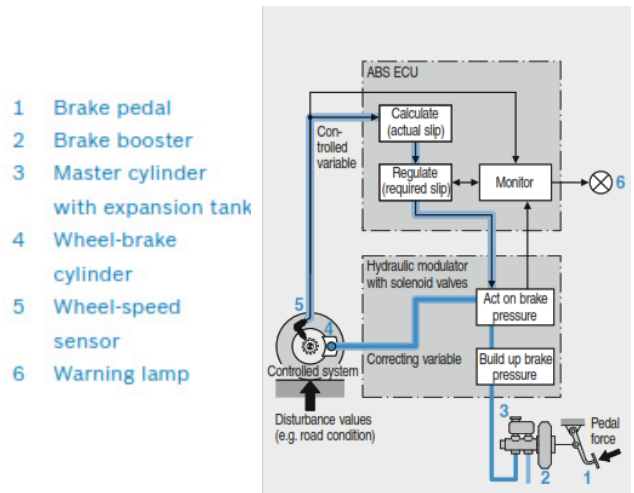 1 Brake pedal
2 Brake booster
3 Master cylinder
with expansion tank
4 Wheel-brake
cylinder
5 Wheel-speed
sensor
6 Warning lamp
ABS ECU
Calculate
(actual slip)
Con-
trolled
variable
Regulate
(required slip)
Monitor
6
Hydraulic modulator
with solenoid valves
Act on brake
pressure
5
4
Controlled system
Correcting variable
Build up brake
pressure
Disturbance values
(e.g. road condition)
3
Pedal
force
2
1